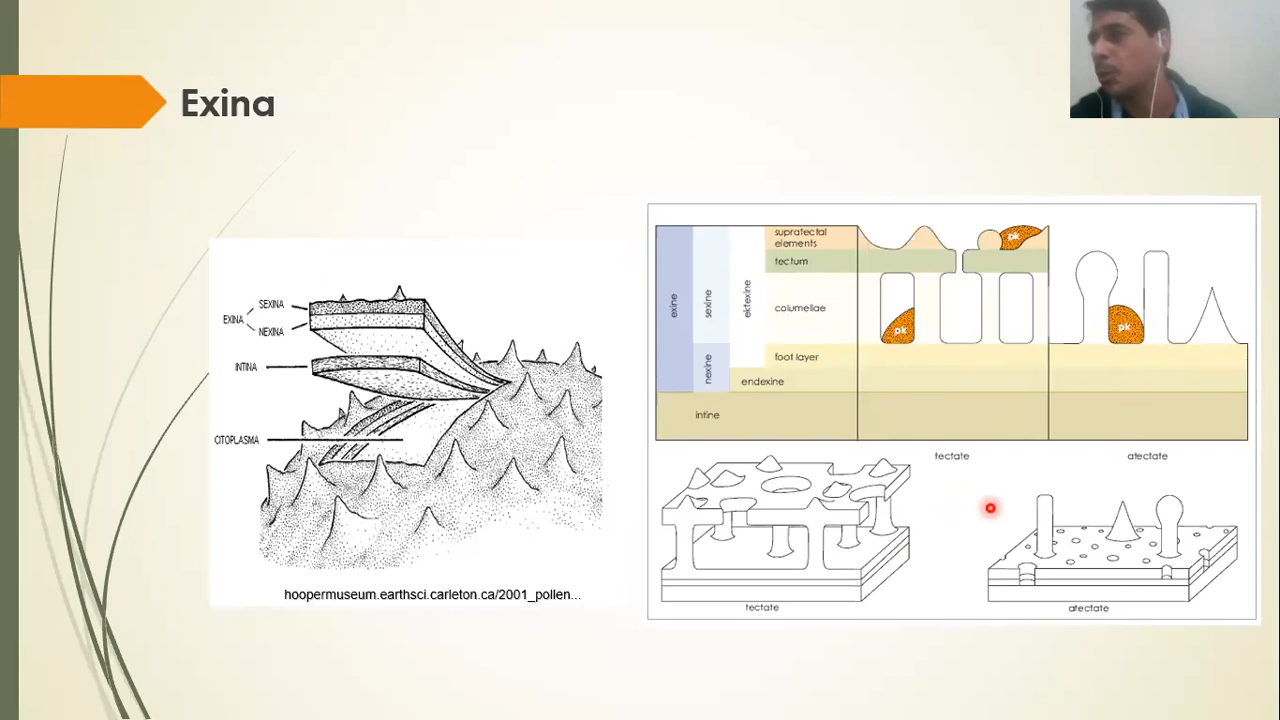 Exina
SEXINA
EXINA
NEXINA
INTINA
CITOPLASMA
hoopermuseum.earthsci.carleton.ca/2001_pollen...
exine
sexine
nexine
ektexine
supratectal
elements
tectum
columellae
foot layer
endexine
intine
pk
pk
pk
tectate
atectate
tectate
atectate